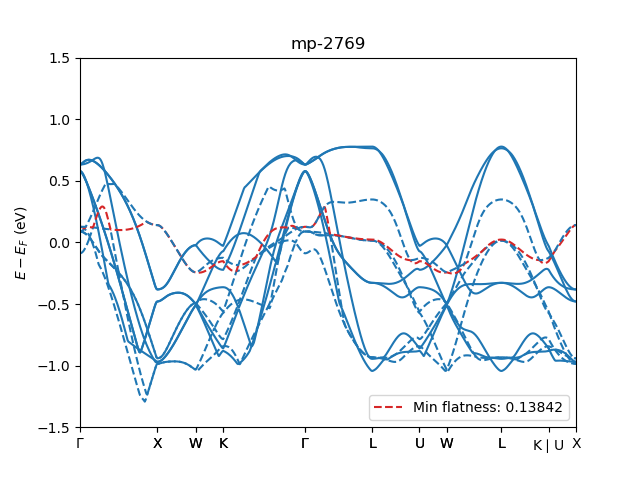 mp-2769
E − E_F (eV)
1.5
1.0
0.5
0.0
−0.5
−1.0
−1.5
Min flatness: 0.13842
Γ X W K Γ L U W L K | U X